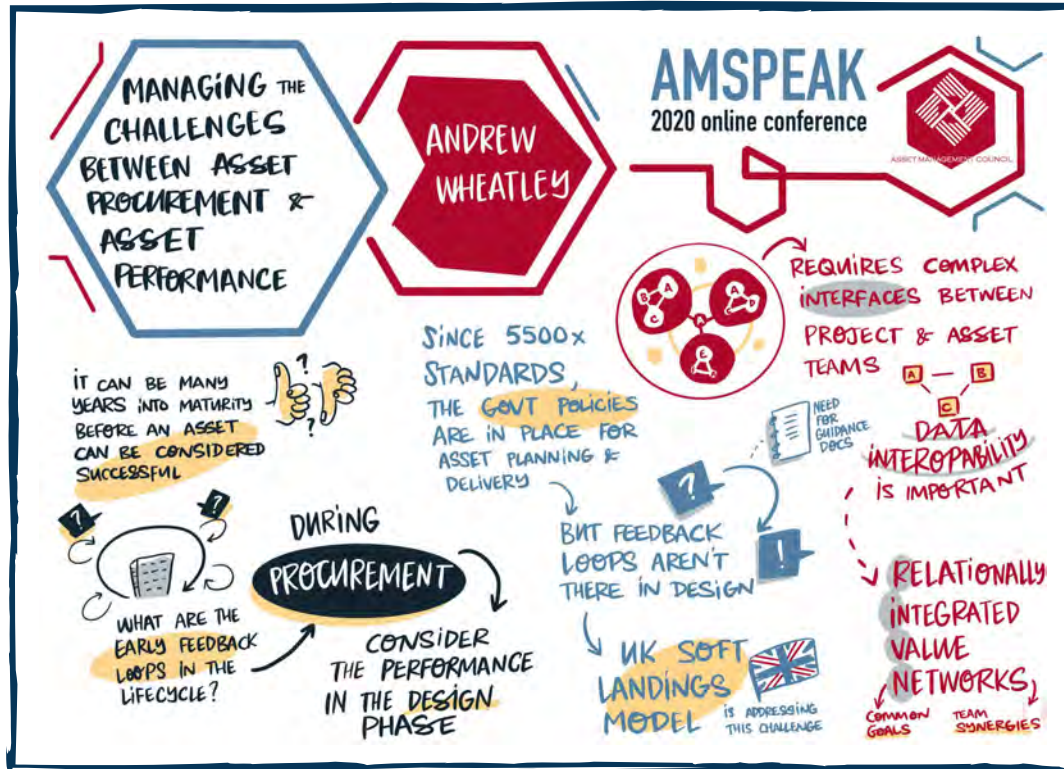 MANAGING THE
CHALLENGES
BETWEEN ASSET
PROCUREMENT &
ASSET
PERFORMANCE
ANDREW
WHEATLEY
AMSPEAK
2020 online conference
ASSET MANAGEMENT COUNCIL
IT CAN BE MANY
YEARS INTO MATURITY
BEFORE AN ASSET
CAN BE CONSIDERED
SUCCESSFUL
?
?
?
?
WHAT ARE THE
EARLY FEEDBACK
LOOPS IN THE
LIFECYCLE?
DURING
PROCUREMENT
CONSIDER
THE PERFORMANCE
IN THE DESIGN
PHASE
SINCE 5500x
STANDARDS,
THE GOVT POLICIES
ARE IN PLACE FOR
ASSET PLANNING &
DELIVERY
BUT FEEDBACK
LOOPS AREN'T
THERE IN DESIGN
UK SOFT
LANDINGS
MODEL
IS ADDRESSING
THIS CHALLENGE
?
!
NEED
FOR
GUIDANCE
DOCS
B A
C
A
D
A
E
REQUIRES COMPLEX
INTERFACES BETWEEN
PROJECT & ASSET
TEAMS
A B
C
DATA
INTEROPABILITY
IS IMPORTANT
RELATIONALLY
INTEGRATED
VALUE
NETWORKS
COMMON
GOALS
TEAM
SYNERGIES